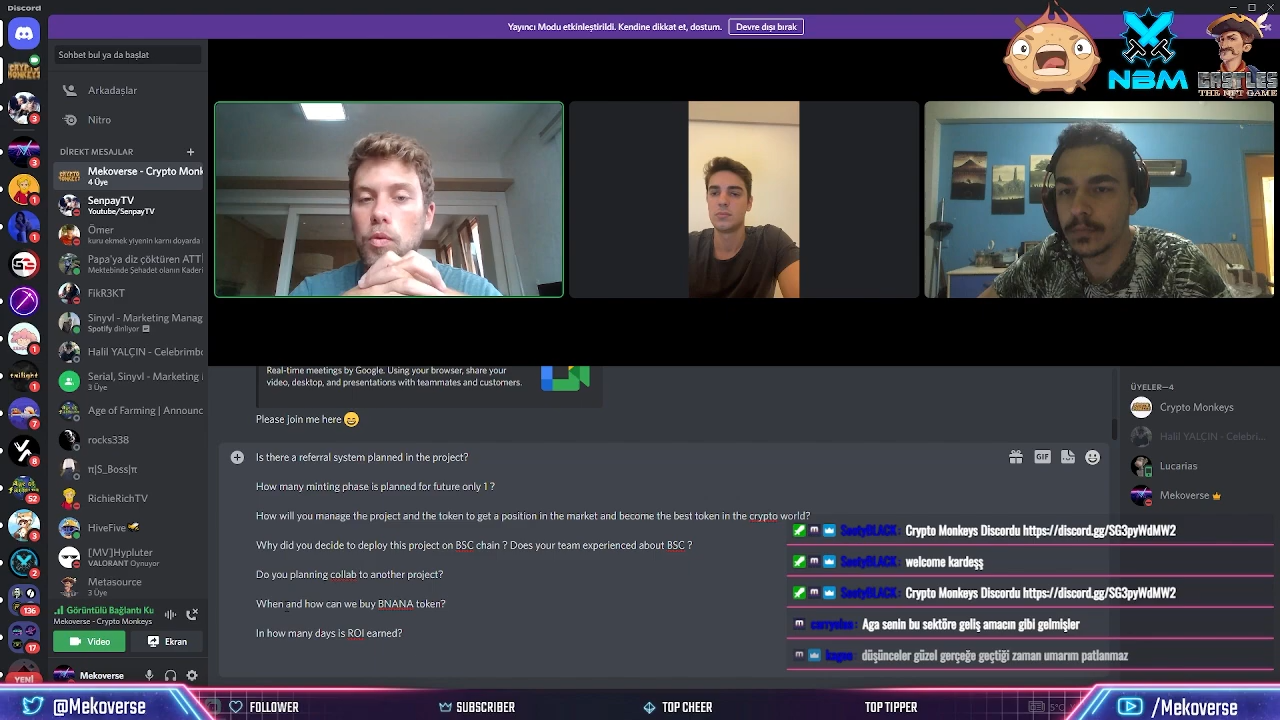 Discord
Yayıncı Modu etkinleştirildi. Kendine dikkat et, dostum.
Devre dışı bırak
NBM
CASTLES
THE NFT GAME
Sohbet bul ya da başlat
Arkadaşlar
Nitro
DİREKT MESAJLAR
Mekoverse - Crypto Monk
4 Üye
SenpayTV
Youtube/SenpayTV
Ömer
kuru ekmek yiyenin karnı doyarda
Papa'ya diz çöktüren ATT
Mektebinde Şehadet olanın Kaderi
FikR3KT
Sinyvl - Marketing Manag
Spotify dinliyor
Halil YALÇIN - Celebrimbo
Serial, Sinyvl - Marketing
3 Üye
Age of Farming | Announc
rocks338
π|S_Boss|π
RichieRichTV
HiveFive
[MV]Hypluter
VALORANT Oynuyor
Metasource
3 Üye
Görüntülü Bağlantı Ku
Mekoverse - Crypto Monkeys
Video
Ekran
Mekoverse
YENİ
Real-time meetings by Google. Using your browser, share your
video, desktop, and presentations with teammates and customers.
Please join me here
Is there a referral system planned in the project?
GIF
How many minting phase is planned for future only 1 ?
How will you manage the project and the token to get a position in the market and become the best token in the crypto world?
Why did you decide to deploy this project on BSC chain ? Does your team experienced about BSC ?
Do you planning collab to another project?
When and how can we buy BNANA token?
In how many days is ROI earned?
ÜYELER—4
Crypto Monkeys
Halil YALÇIN - Celebri...
Lucarias
Mekoverse
SootyBLACK: Crypto Monkeys Discordu https://discord.gg/SG3pyWdMW2
SootyBLACK: welcome kardeşş
SootyBLACK: Crypto Monkeys Discordu https://discord.gg/SG3pyWdMW2
Aga senin bu sektöre geliş amacın gibi gelmişler
düşünceler güzel gerçeğe geçtiği zaman umarım patlanmaz
@Mekoverse
FOLLOWER
SUBSCRIBER
TOP CHEER
TOP TIPPER
/Mekoverse